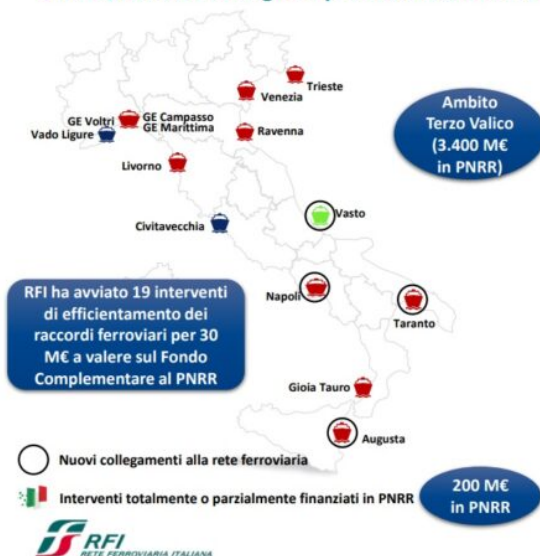 Trieste
Venezia
GE Voltri
GE Campasso
GE Marittima
Vado Ligure
Ravenna
Livorno
Ambito
Terzo Valico
(3.400 M€
in PNRR)
Civitavecchia
Vasto
RFI ha avviato 19 interventi
di efficientamento dei
raccordi ferroviari per 30
M€ a valere sul Fondo
Complementare al PNRR
Napoli
Taranto
Gioia Tauro
Augusta
Nuovi collegamenti alla rete ferroviaria
Interventi totalmente o parzialmente finanziati in PNRR
200 M€
in PNRR
RFI
RETE FERROVIARIA ITALIANA